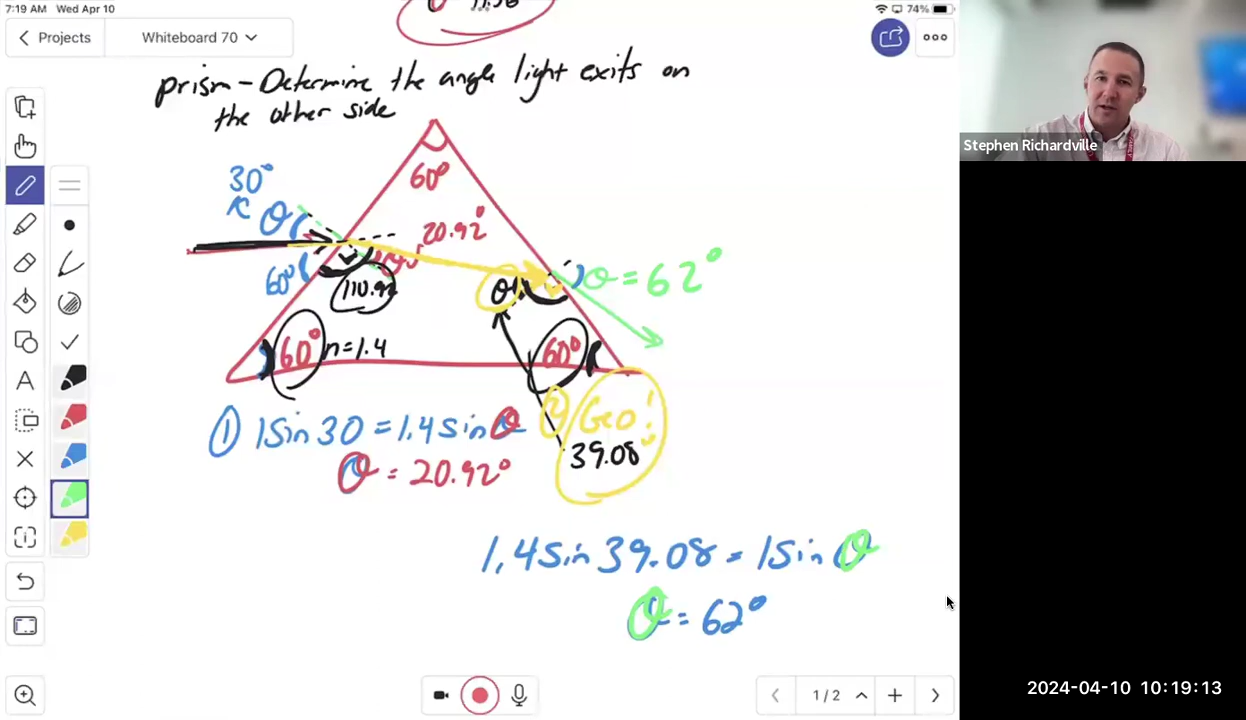 7:19 AM Wed Apr 10
74%
Projects
Whiteboard 70
prism - Determine the angle light exits on
the other side
60°
30°
θ
20.92°
60°
110.92
θ
θ = 62°
60°
n=1.4
60°
① 1 sin 30 = 1.4 sin θ
θ = 20.92°
② Geo!
39.08
1.4 sin 39.08 = 1 sin θ
θ = 62°
1/2
Stephen Richardville
2024-04-10 10:19:13